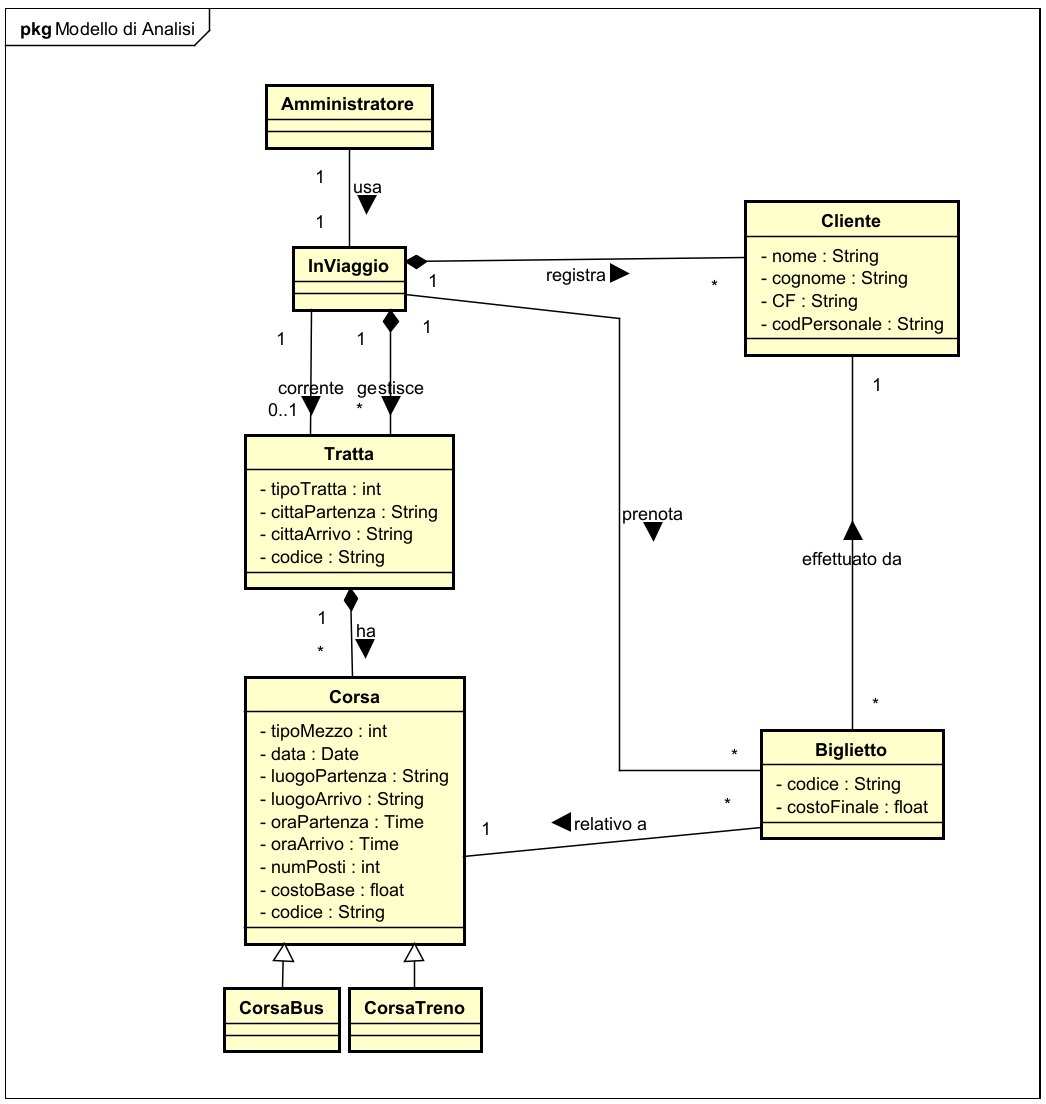 pkg Modello di Analisi
Amministratore
1
usa
1
InViaggio
1
registra
*
Cliente
- nome : String
- cognome : String
- CF : String
- codPersonale : String
1
1
1
corrente
gestisce
0..1
*
1
Tratta
- tipoTratta : int
- cittaPartenza : String
- cittaArrivo : String
- codice : String
prenota
effettuato da
1
ha
*
*
*
Corsa
- tipoMezzo : int
- data : Date
- luogoPartenza : String
- luogoArrivo : String
- oraPartenza : Time
- oraArrivo : Time
- numPosti : int
- costoBase : float
- codice : String
Biglietto
- codice : String
- costoFinale : float
*
1
relativo a
CorsaBus
CorsaTreno